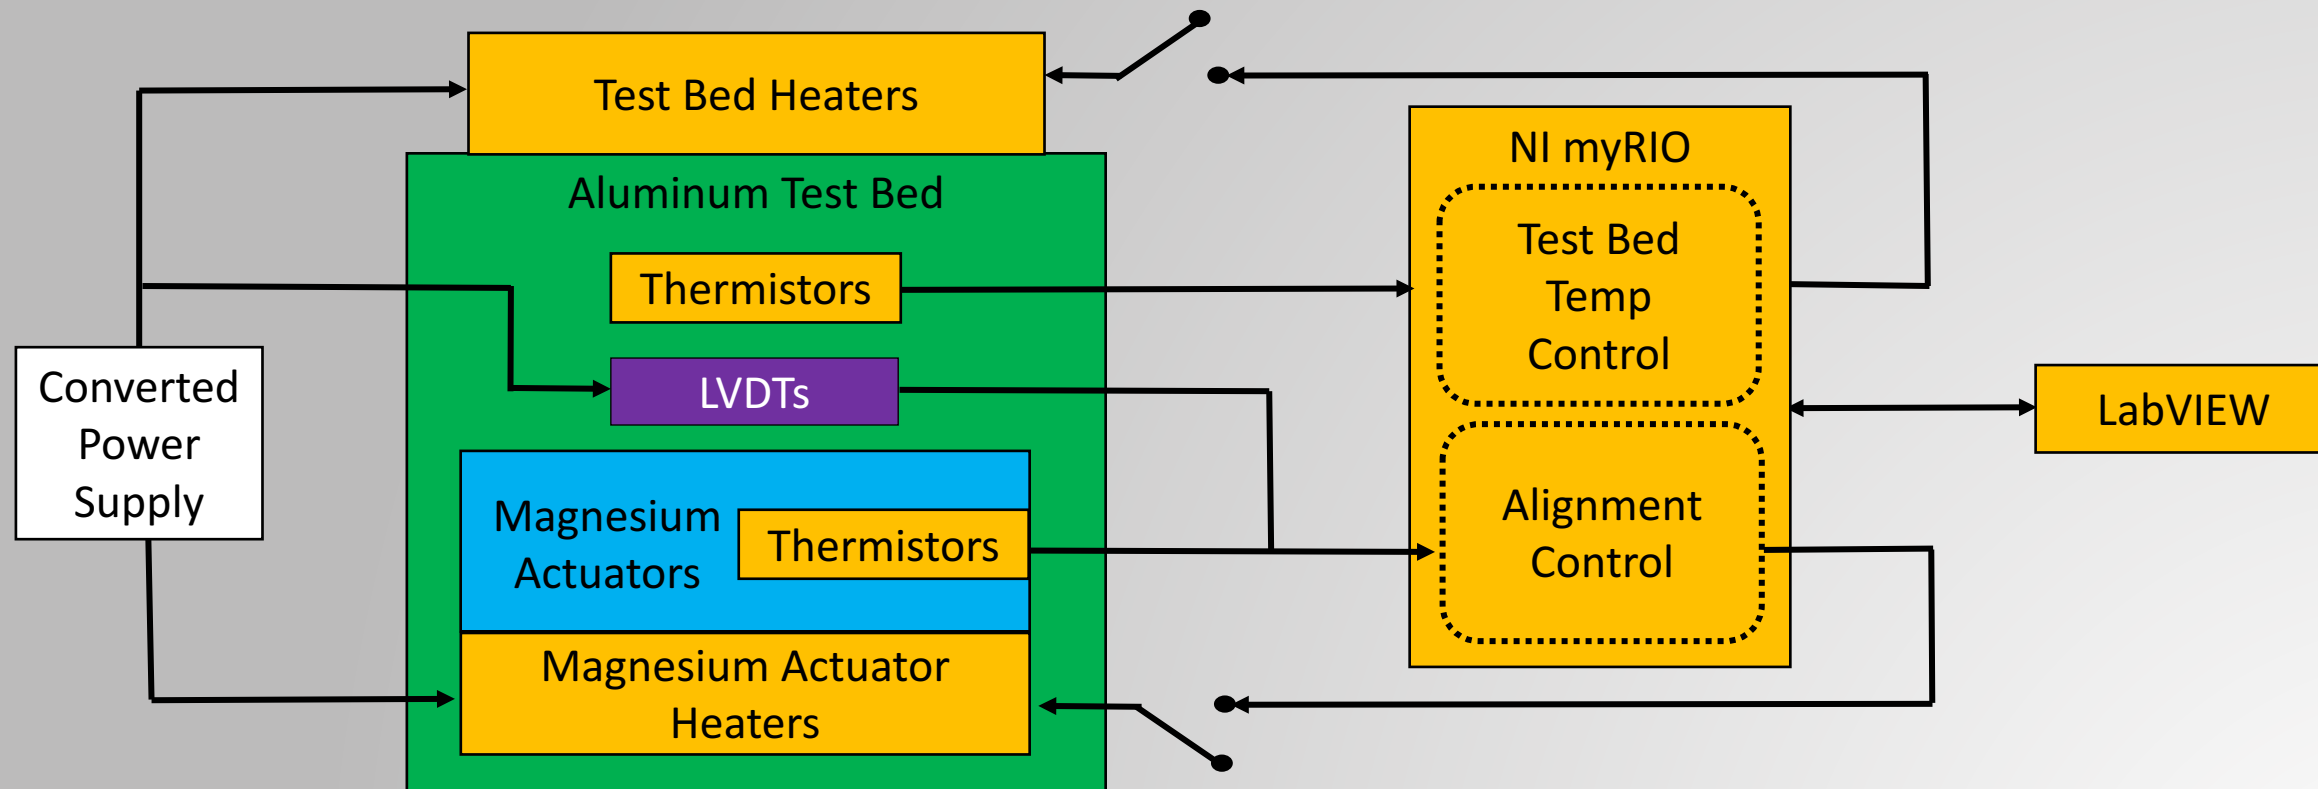 Test Bed Heaters
Aluminum Test Bed
Thermistors
LVDTs
Magnesium
Actuators
Thermistors
Magnesium Actuator
Heaters
Converted
Power
Supply
NI myRIO
Test Bed
Temp
Control
Alignment
Control
LabVIEW